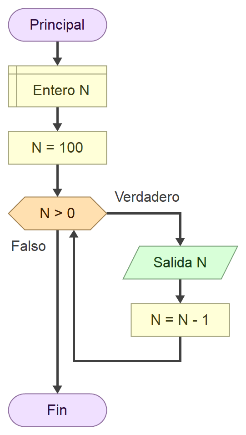 Principal
Entero N
N = 100
N > 0
Verdadero
Falso
Salida N
N = N - 1
Fin